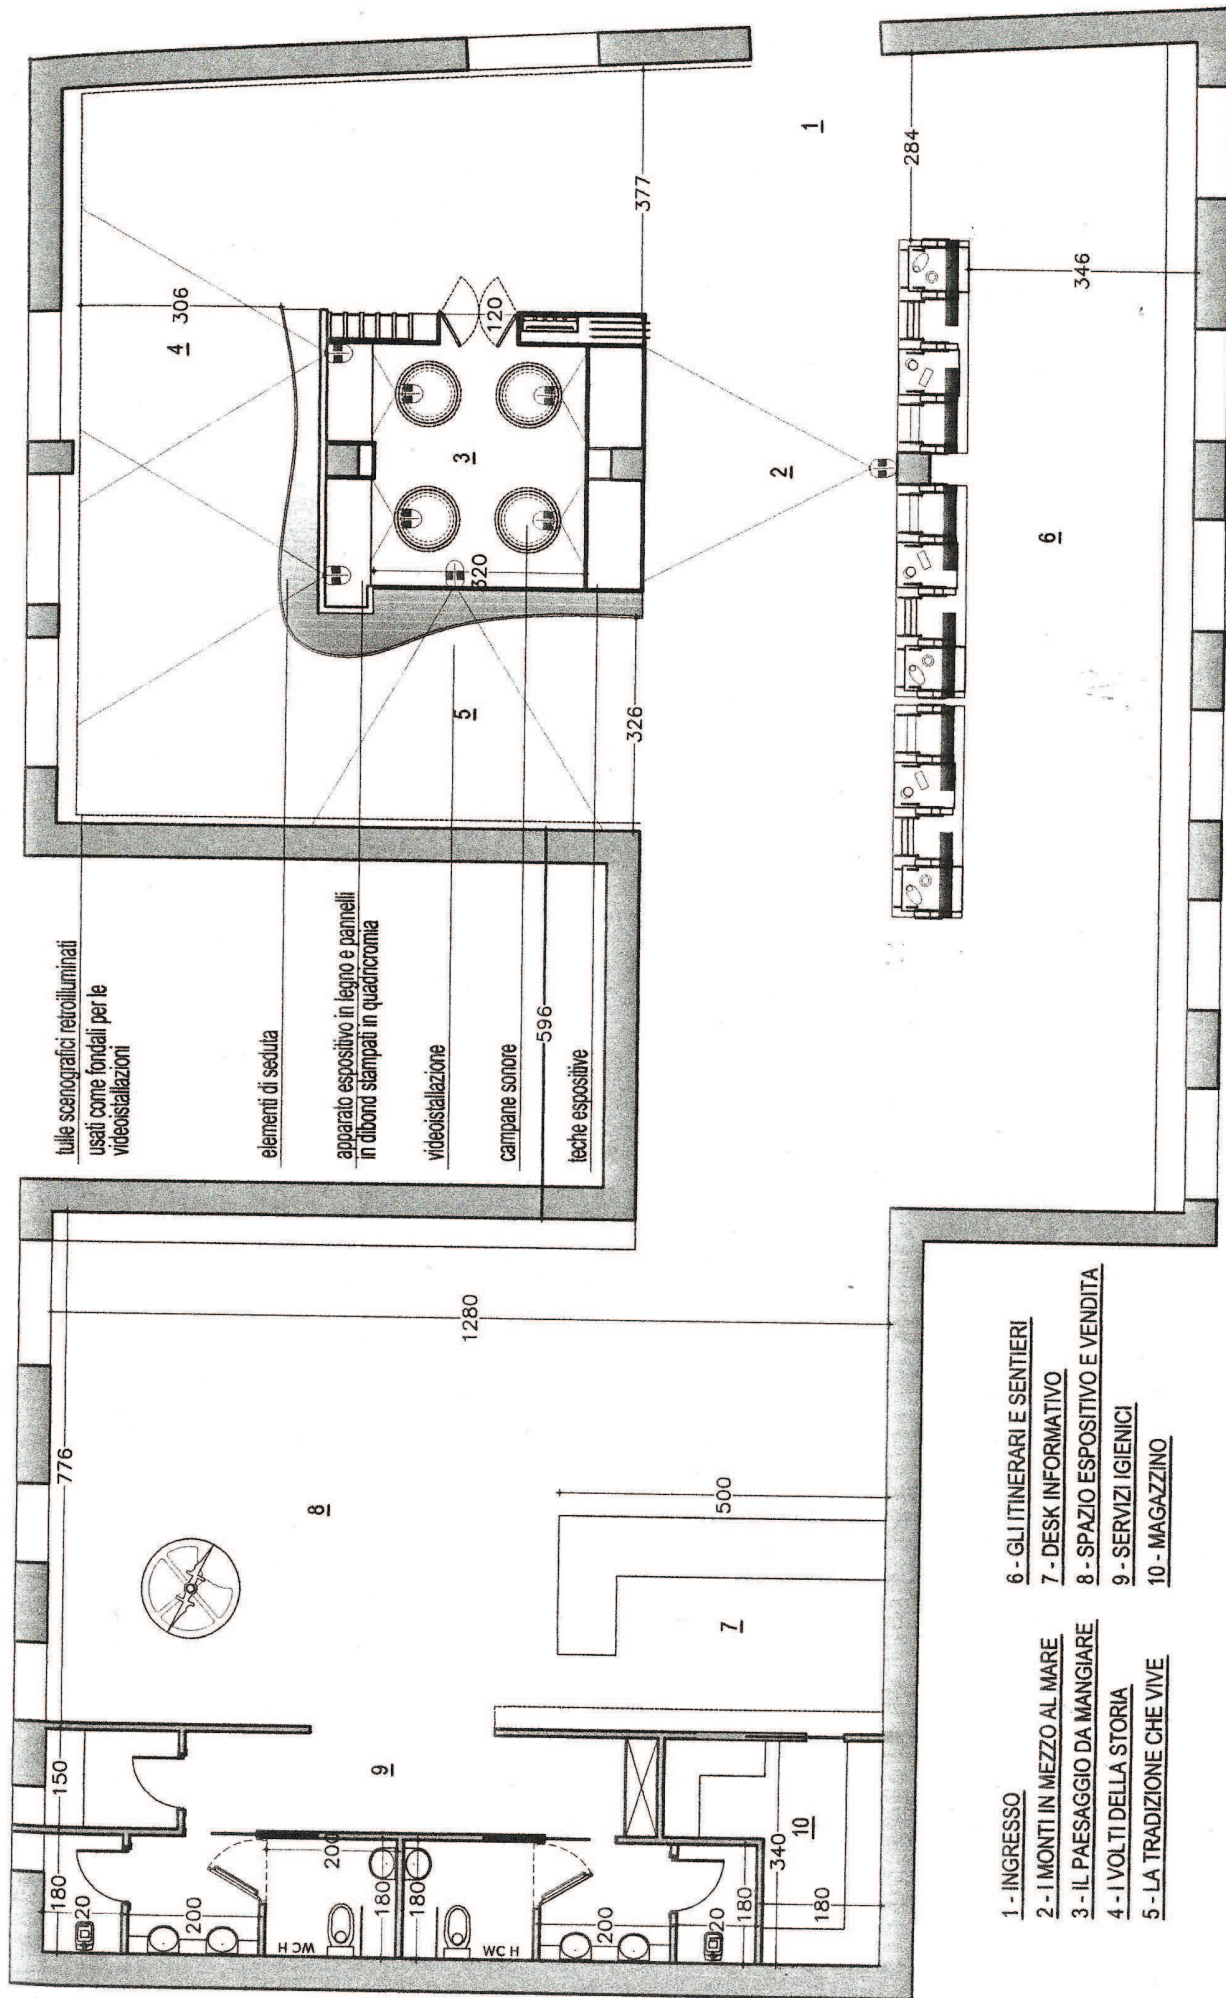 tulle scenografici retroilluminati
usati come fondali per le
videoistallazioni
elementi di seduta
apparato espositivo in legno e pannelli
in dibond stampati in quadricromia
videoistallazione
campane sonore
teche espositive
596
306
4
377
1
284
120
3
320
2
346
5
326
6
776
1280
8
500
7
150
9
180
20
200
WC H
200
180
180
WC H
200
20
180
340
10
180
1 - INGRESSO
2 - I MONTI IN MEZZO AL MARE
3 - IL PAESAGGIO DA MANGIARE
4 - I VOLTI DELLA STORIA
5 - LA TRADIZIONE CHE VIVE
6 - GLI ITINERARI E SENTIERI
7 - DESK INFORMATIVO
8 - SPAZIO ESPOSITIVO E VENDITA
9 - SERVIZI IGIENICI
10 - MAGAZZINO